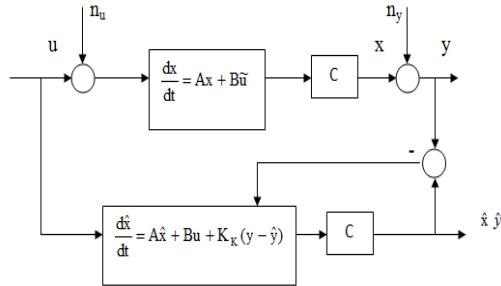 n_u
n_y
u
x
y
dx/dt = Ax + Bũ
C
-
dx̂/dt = Ax̂ + Bu + K_K(y − ŷ)
C
x̂ ŷ